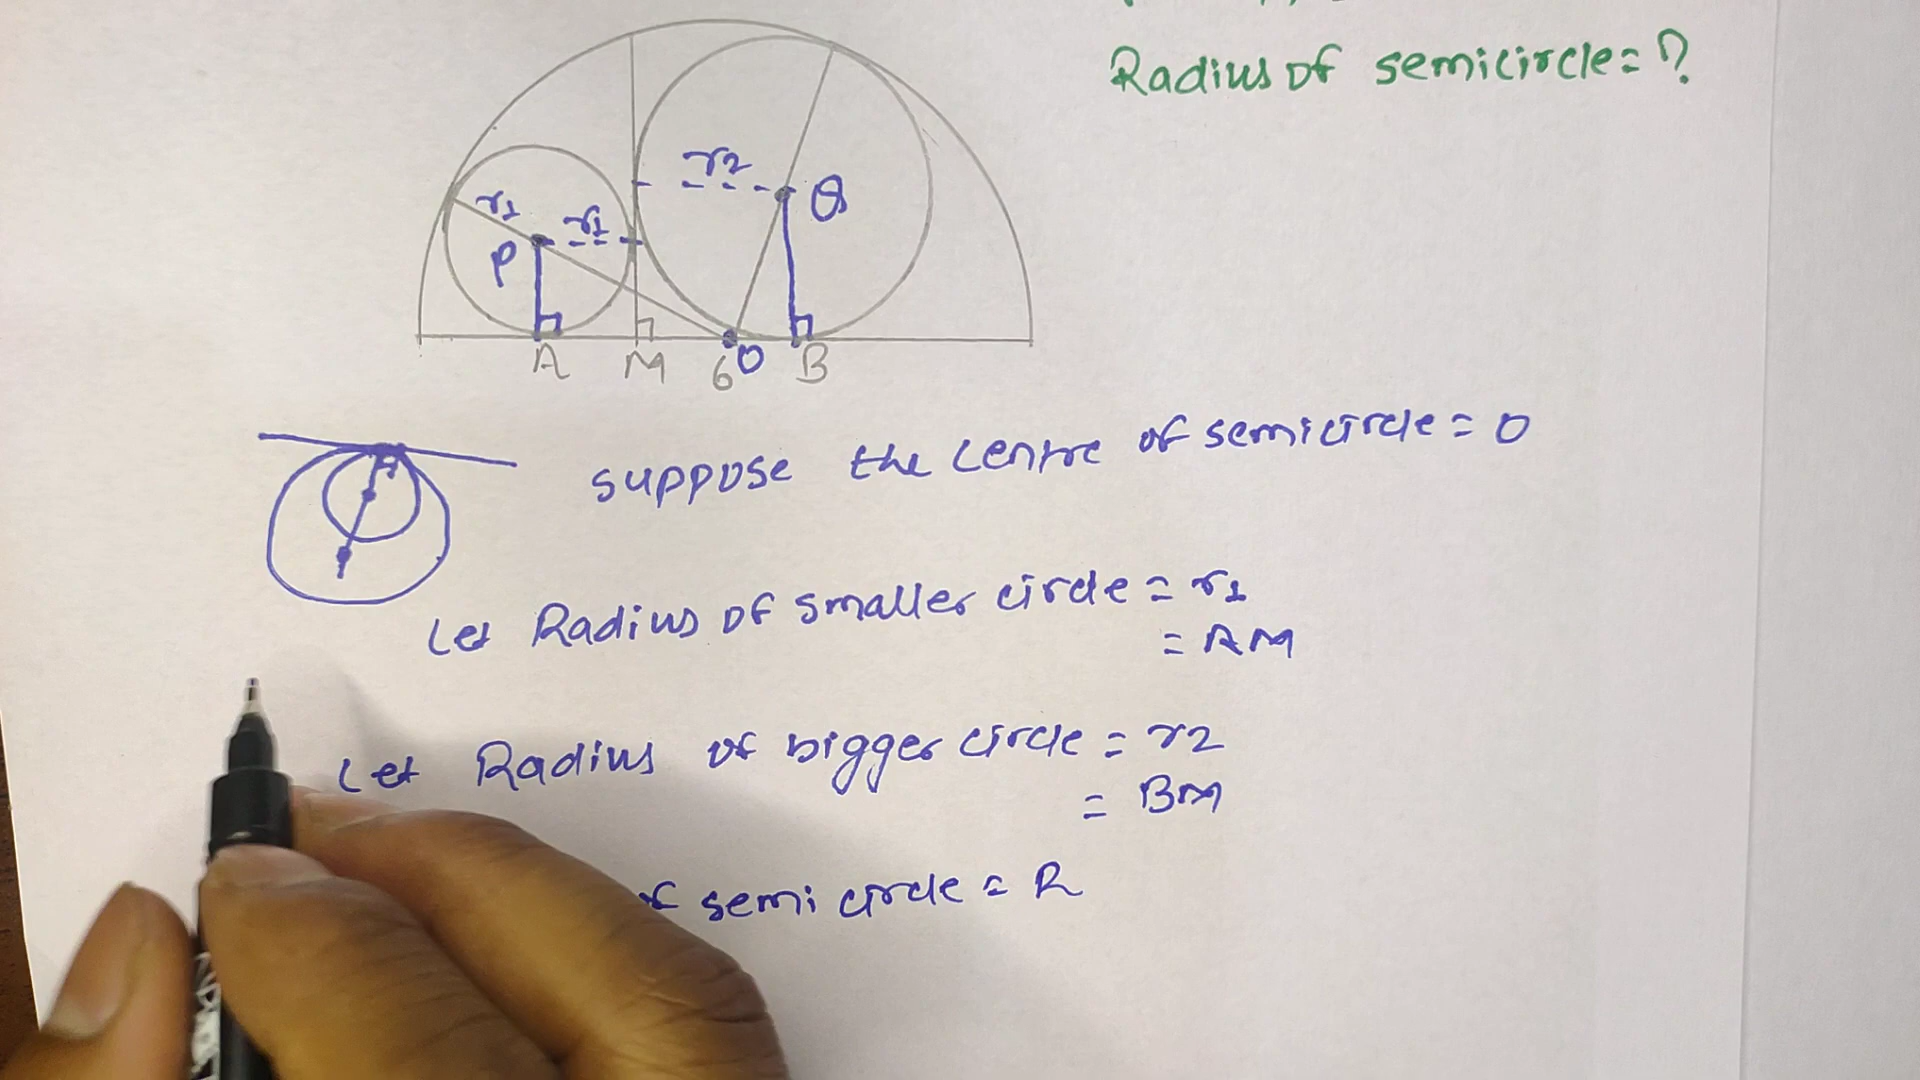 Radius of semicircle = ?
r2
Q
r1
r1
P
A M 6 O B
suppose the centre of semicircle = O
Let Radius of smaller circle = r1
= AM
Let Radius of bigger circle = r2
= BM
of semi circle = R